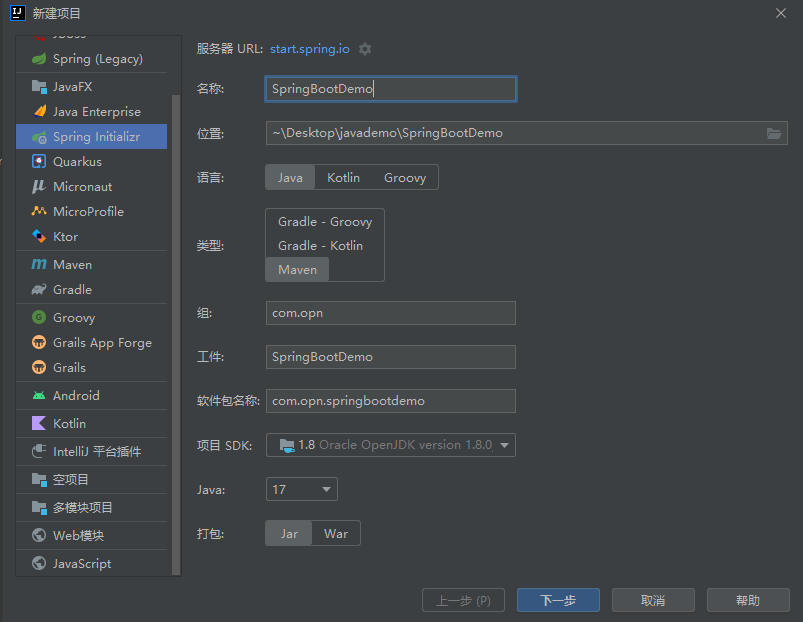 新建项目
JBoss
Spring (Legacy)
JavaFX
Java Enterprise
Spring Initializr
Quarkus
Micronaut
MicroProfile
Ktor
Maven
Gradle
Groovy
Grails App Forge
Grails
Android
Kotlin
IntelliJ 平台插件
空项目
多模块项目
Web模块
JavaScript
服务器 URL: start.spring.io
名称: SpringBootDemo
位置: ~\Desktop\javademo\SpringBootDemo
语言: Java Kotlin Groovy
类型: Gradle - Groovy
Gradle - Kotlin
Maven
组: com.opn
工件: SpringBootDemo
软件包名称: com.opn.springbootdemo
项目 SDK: 1.8 Oracle OpenJDK version 1.8.0
Java: 17
打包: Jar War
上一步 (P) 下一步 取消 帮助